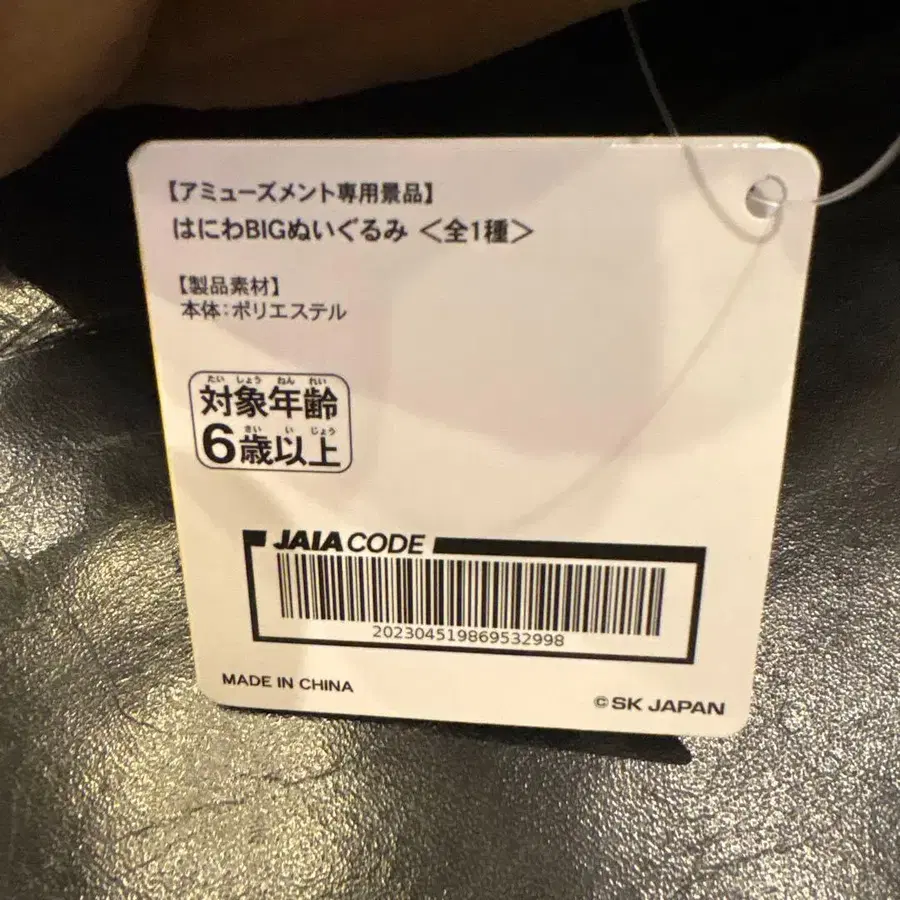 【アミューズメント専用景品】
はにわBIGぬいぐるみ <全1種>
【製品素材】
本体:ポリエステル
たい しょう ねん れい
対象年齢
さい い じょう
6歳以上
JAIA CODE
202304519869532998
MADE IN CHINA
©SK JAPAN